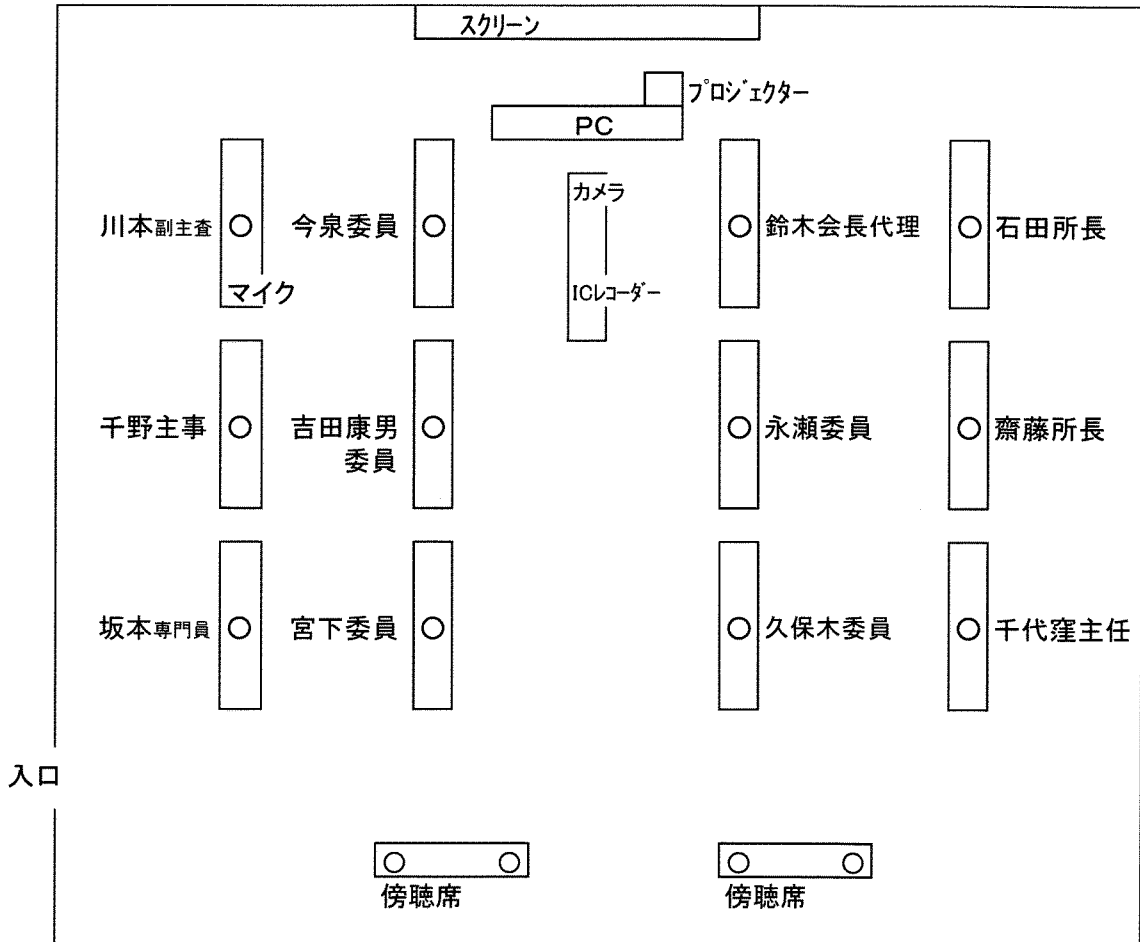 スクリーン
プロジェクター
PC
カメラ
川本副主査
今泉委員
鈴木会長代理
石田所長
マイク
ICレコーダー
千野主事
吉田康男
委員
永瀬委員
齋藤所長
坂本専門員
宮下委員
久保木委員
千代窪主任
入口
傍聴席
傍聴席